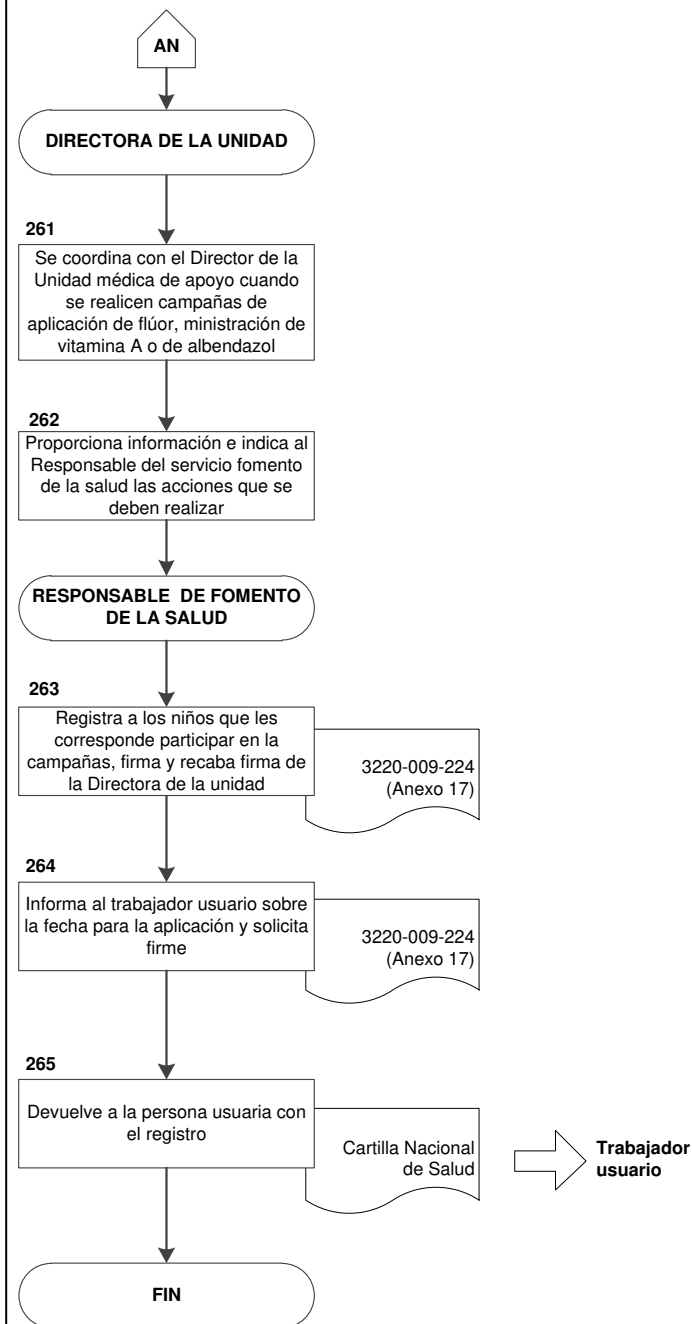 AN
DIRECTORA DE LA UNIDAD
261
Se coordina con el Director de la
Unidad médica de apoyo cuando
se realicen campañas de
aplicación de flúor, ministración de
vitamina A o de albendazol
262
Proporciona información e indica al
Responsable del servicio fomento
de la salud las acciones que se
deben realizar
RESPONSABLE DE FOMENTO
DE LA SALUD
263
Registra a los niños que les
corresponde participar en la
campañas, firma y recaba firma de
la Directora de la unidad
3220-009-224
(Anexo 17)
264
Informa al trabajador usuario sobre
la fecha para la aplicación y solicita
firme
3220-009-224
(Anexo 17)
265
Devuelve a la persona usuaria con
el registro
Cartilla Nacional
de Salud
Trabajador
usuario
FIN